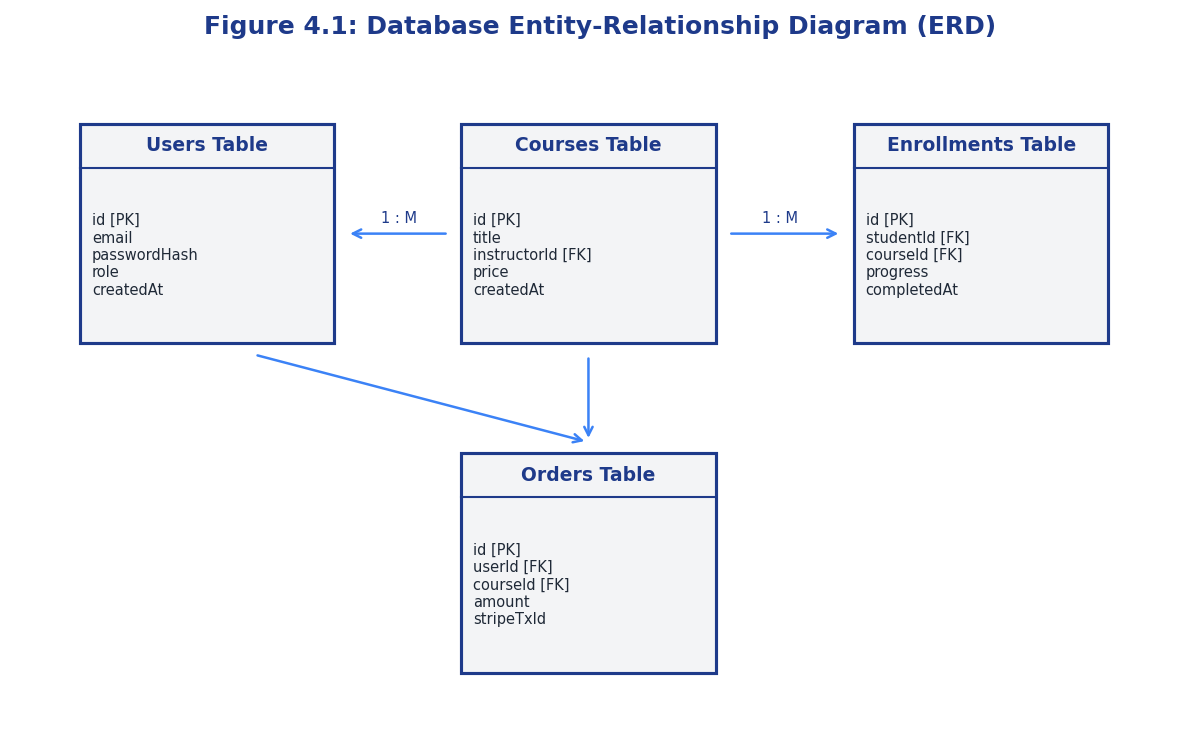 Figure 4.1: Database Entity-Relationship Diagram (ERD)
Users Table
id [PK]
email
passwordHash
role
createdAt
1 : M
Courses Table
id [PK]
title
instructorId [FK]
price
createdAt
1 : M
Enrollments Table
id [PK]
studentId [FK]
courseId [FK]
progress
completedAt
Orders Table
id [PK]
userId [FK]
courseId [FK]
amount
stripeTxId